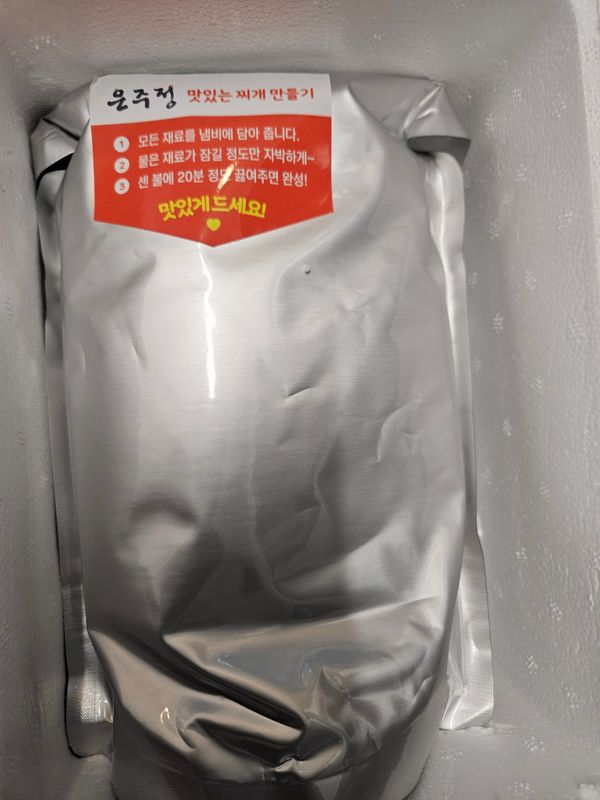 은주정 맛있는 찌개 만들기
1 모든 재료를 냄비에 담아 줍니다.
2 물은 재료가 잠길 정도만 자박하게~
3 센 불에 20분 정도 끓여주면 완성!
맛있게 드세요!